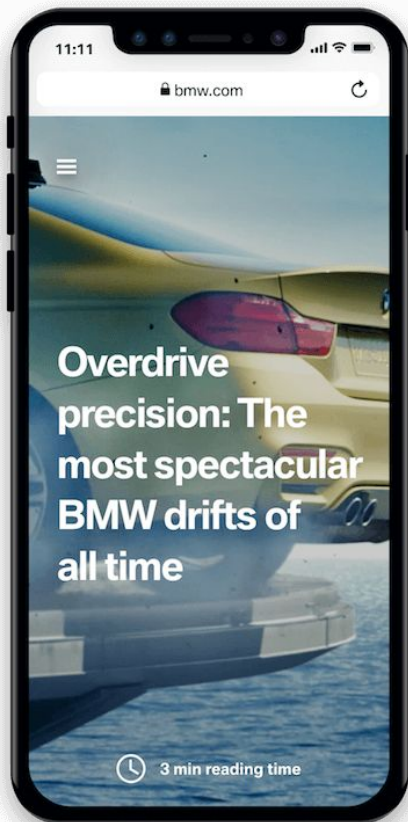 11:11
bmw.com
Overdrive
precision: The
most spectacular
BMW drifts of
all time
3 min reading time